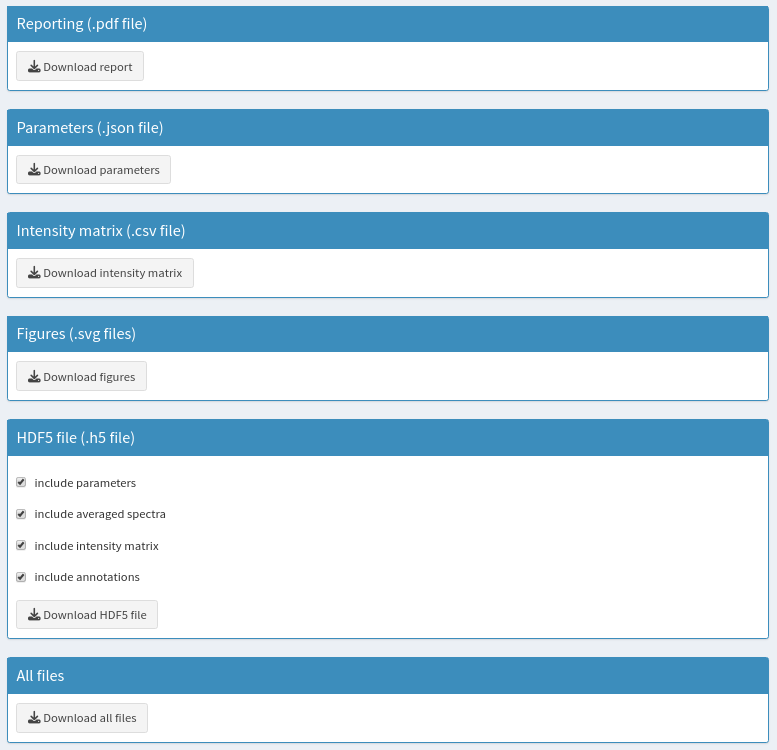 Reporting (.pdf file)
Download report
Parameters (.json file)
Download parameters
Intensity matrix (.csv file)
Download intensity matrix
Figures (.svg files)
Download figures
HDF5 file (.h5 file)
include parameters
include averaged spectra
include intensity matrix
include annotations
Download HDF5 file
All files
Download all files